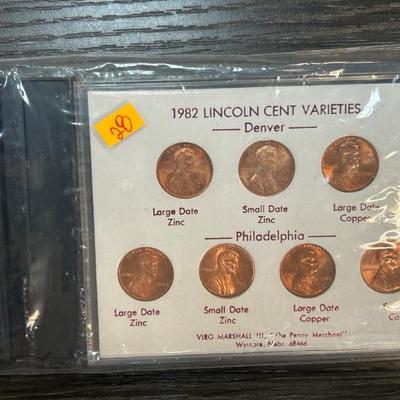 28
1982 LINCOLN CENT VARIETIES
Denver
Large Date
Zinc
Small Date
Zinc
Large Date
Copper
Philadelphia
Large Date
Zinc
Small Date
Zinc
Large Date
Copper
VIRG MARSHALL III, "The Penny Merchant"
Wymore, Nebr. 68466